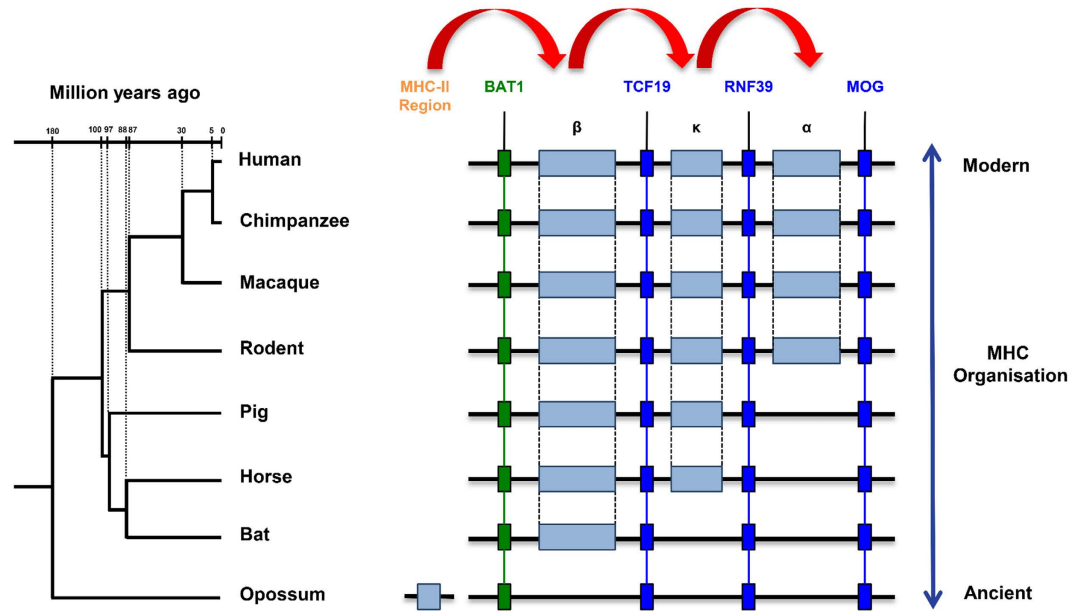 Million years ago
180 100 97 88 87 30 5 0
Human
Chimpanzee
Macaque
Rodent
Pig
Horse
Bat
Opossum
MHC-II
Region
BAT1
TCF19
RNF39
MOG
β
κ
α
Modern
MHC
Organisation
Ancient